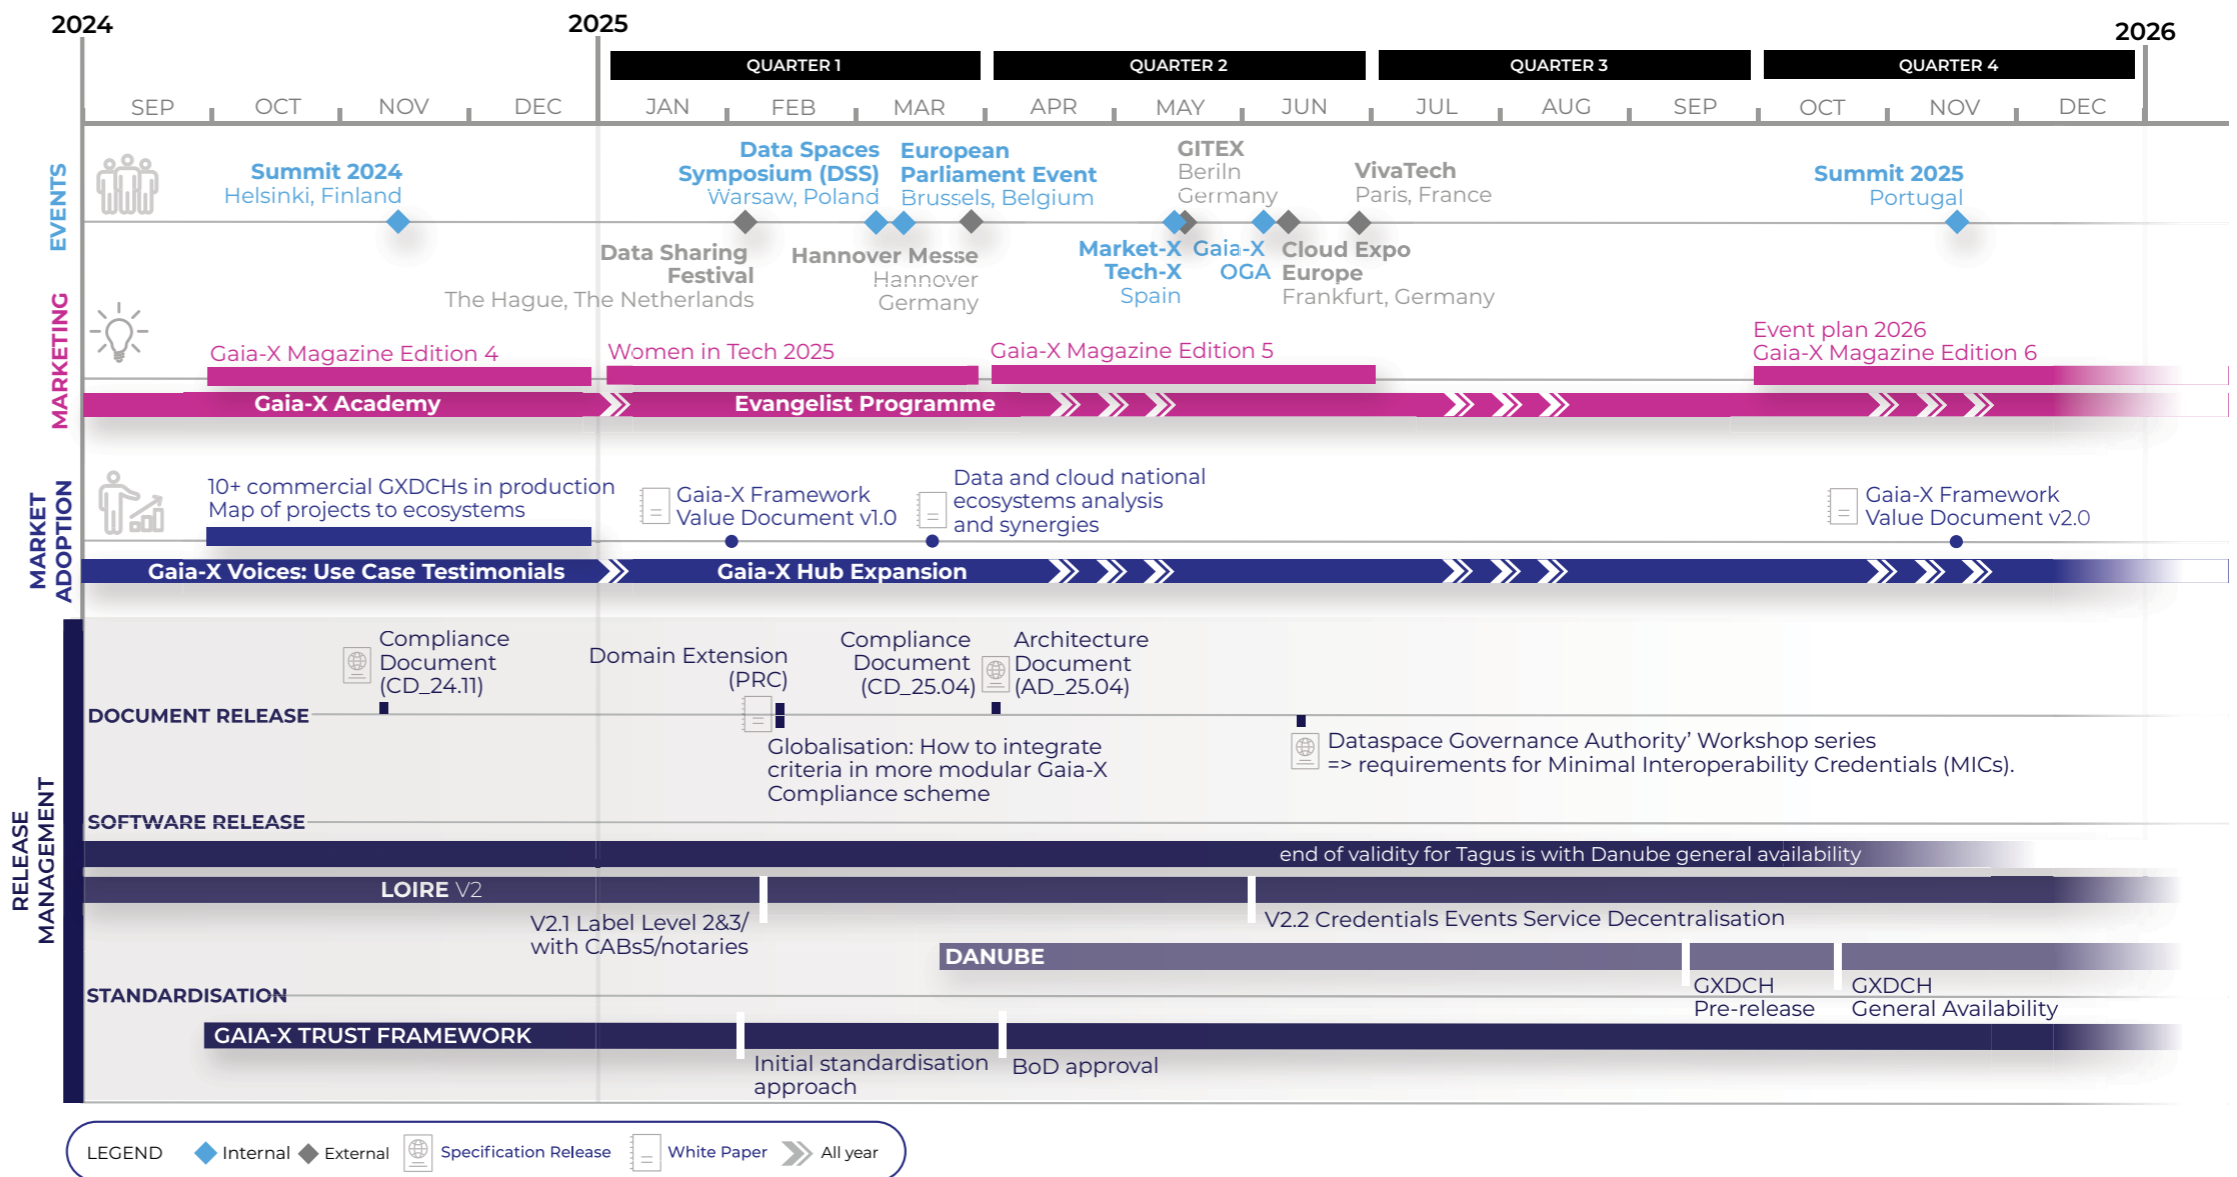 2024
2025
2026
QUARTER 1
QUARTER 2
QUARTER 3
QUARTER 4
SEP
OCT
NOV
DEC
JAN
FEB
MAR
APR
MAY
JUN
JUL
AUG
SEP
OCT
NOV
DEC
EVENTS
Summit 2024
Helsinki, Finland
Data Spaces
Symposium (DSS)
Warsaw, Poland
European
Parliament Event
Brussels, Belgium
GITEX
Beriln
Germany
VivaTech
Paris, France
Summit 2025
Portugal
Data Sharing
Festival
The Hague, The Netherlands
Hannover Messe
Hannover
Germany
Market-X
Tech-X
Spain
Gaia-X
OGA
Cloud Expo
Europe
Frankfurt, Germany
MARKETING
Gaia-X Magazine Edition 4
Women in Tech 2025
Gaia-X Magazine Edition 5
Event plan 2026
Gaia-X Magazine Edition 6
Gaia-X Academy
Evangelist Programme
MARKET
ADOPTION
10+ commercial GXDCHs in production
Map of projects to ecosystems
Gaia-X Framework
Value Document v1.0
Data and cloud national
ecosystems analysis
and synergies
Gaia-X Framework
Value Document v2.0
Gaia-X Voices: Use Case Testimonials
Gaia-X Hub Expansion
RELEASE
MANAGEMENT
Compliance
Document
(CD_24.11)
Domain Extension
(PRC)
Compliance
Document
(CD_25.04)
Architecture
Document
(AD_25.04)
DOCUMENT RELEASE
Globalisation: How to integrate
criteria in more modular Gaia-X
Compliance scheme
Dataspace Governance Authority’ Workshop series
=> requirements for Minimal Interoperability Credentials (MICs).
SOFTWARE RELEASE
end of validity for Tagus is with Danube general availability
LOIRE V2
V2.1 Label Level 2&3/
with CABs5/notaries
V2.2 Credentials Events Service Decentralisation
DANUBE
GXDCH
Pre-release
GXDCH
General Availability
STANDARDISATION
GAIA-X TRUST FRAMEWORK
Initial standardisation
approach
BoD approval
LEGEND
Internal
External
Specification Release
White Paper
All year